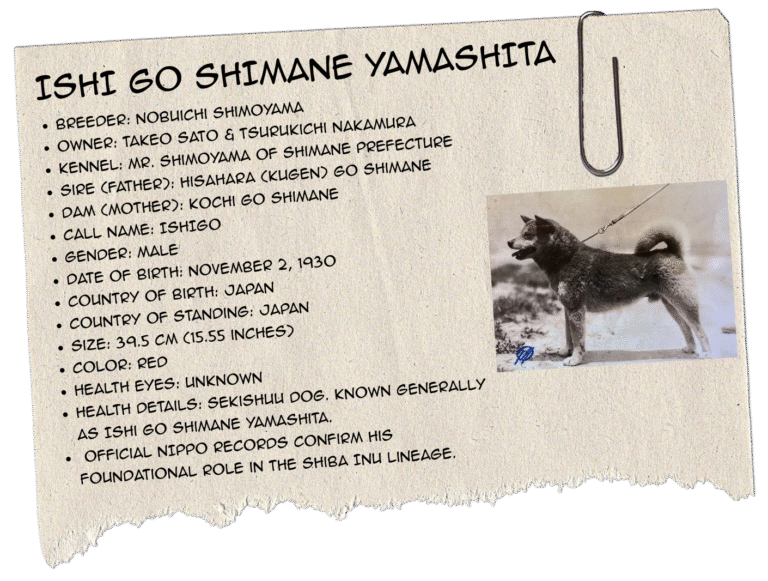 ISHI GO SHIMANE YAMASHITA
• BREEDER: NOBUICHI SHIMOYAMA
• OWNER: TAKEO SATO & TSURUKICHI NAKAMURA
• KENNEL: MR. SHIMOYAMA OF SHIMANE PREFECTURE
• SIRE (FATHER): HISAHARA (KUGEN) GO SHIMANE
• DAM (MOTHER): KOCHI GO SHIMANE
• CALL NAME: ISHIGO
• GENDER: MALE
• DATE OF BIRTH: NOVEMBER 2, 1930
• COUNTRY OF BIRTH: JAPAN
• COUNTRY OF STANDING: JAPAN
• SIZE: 39.5 CM (15.55 INCHES)
• COLOR: RED
• HEALTH EYES: UNKNOWN
• HEALTH DETAILS: SEKISHUU DOG. KNOWN GENERALLY
AS ISHI GO SHIMANE YAMASHITA.
• OFFICIAL NIPPO RECORDS CONFIRM HIS
FOUNDATIONAL ROLE IN THE SHIBA INU LINEAGE.